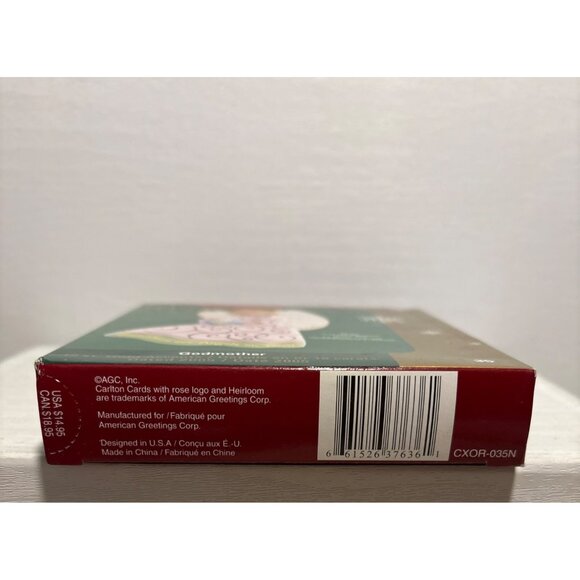 Godmother
USA $14.95
CAN $18.95
©AGC, Inc.
Carlton Cards with rose logo and Heirloom
are trademarks of American Greetings Corp.
Manufactured for / Fabriqué pour
American Greetings Corp.
Designed in U.S.A / Conçu aux É.-U.
Made in China / Fabriqué en Chine
6 61526 37636 1
CXOR-035N